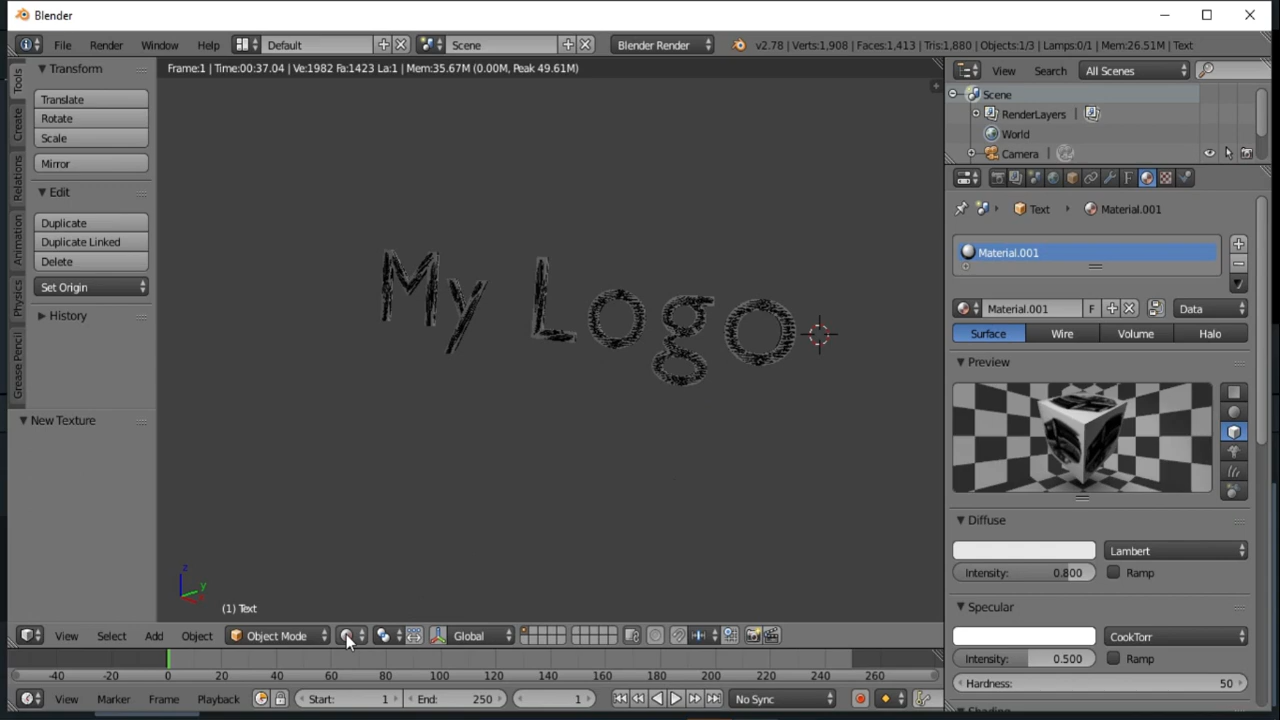 Blender
File Render Window Help Default Scene Blender Render v2.78 | Verts:1,908 | Faces:1,413 | Tris:1,880 | Objects:1/3 | Lamps:0/1 | Mem:26.51M | Text
Frame:1 | Time:00:37.04 | Ve:1982 Fa:1423 La:1 | Mem:35.67M (0.00M, Peak 49.61M)
Tools
Create
Relations
Animation
Physics
Grease Pencil
Transform
Translate
Rotate
Scale
Mirror
Edit
Duplicate
Duplicate Linked
Delete
Set Origin
History
New Texture
My Logo
z
y
(1) Text
View Select Add Object Object Mode Global
-40 -20 0 20 40 60 80 100 120 140 160 180 200 220 240 260
View Marker Frame Playback Start: 1 End: 250 1 No Sync
View Search All Scenes
Scene
RenderLayers
World
Camera
Text Material.001
Material.001
Material.001 F Data
Surface Wire Volume Halo
Preview
Diffuse
Lambert
Intensity: 0.800 Ramp
Specular
CookTorr
Intensity: 0.500 Ramp
Hardness: 50
Shading